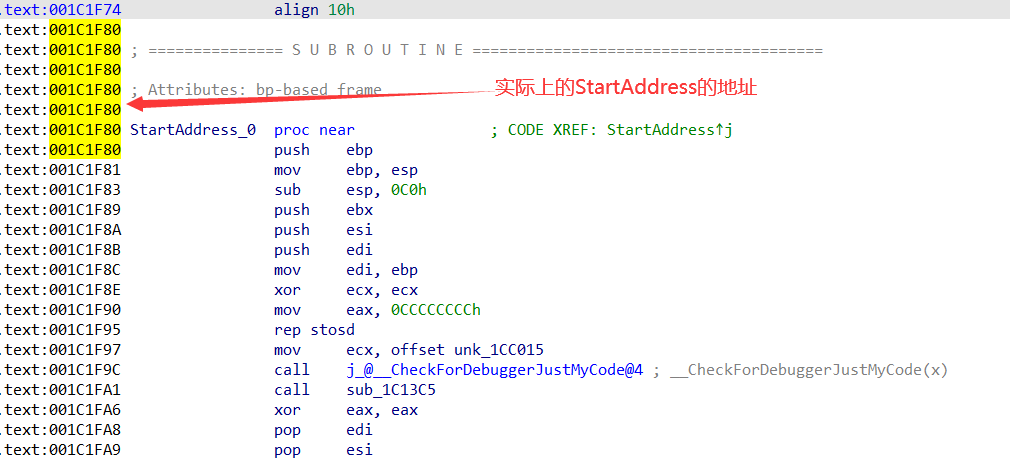 .text:001C1F74 align 10h
.text:001C1F80
.text:001C1F80 ; =============== S U B R O U T I N E =======================================
.text:001C1F80
.text:001C1F80 ; Attributes: bp-based frame
实际上的StartAddress的地址
.text:001C1F80
.text:001C1F80 StartAddress_0 proc near ; CODE XREF: StartAddress↑j
.text:001C1F80 push ebp
.text:001C1F81 mov ebp, esp
.text:001C1F83 sub esp, 0C0h
.text:001C1F89 push ebx
.text:001C1F8A push esi
.text:001C1F8B push edi
.text:001C1F8C mov edi, ebp
.text:001C1F8E xor ecx, ecx
.text:001C1F90 mov eax, 0CCCCCCCCh
.text:001C1F95 rep stosd
.text:001C1F97 mov ecx, offset unk_1CC015
.text:001C1F9C call j_@__CheckForDebuggerJustMyCode@4 ; __CheckForDebuggerJustMyCode(x)
.text:001C1FA1 call sub_1C13C5
.text:001C1FA6 xor eax, eax
.text:001C1FA8 pop edi
.text:001C1FA9 pop esi